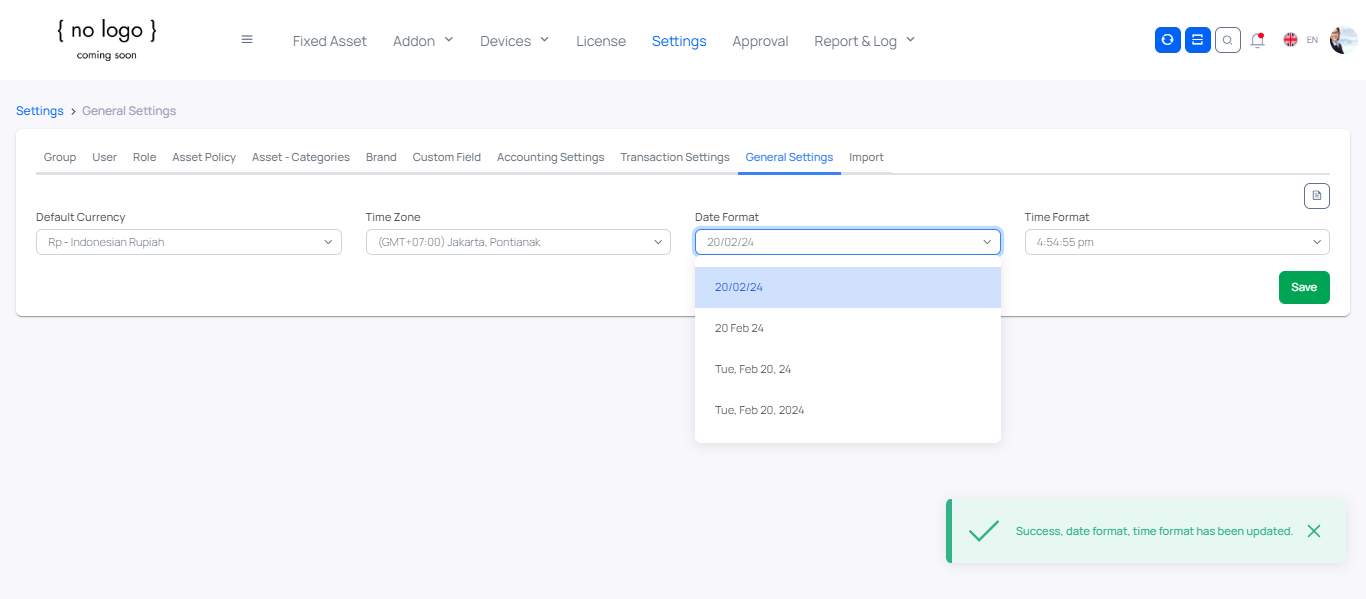 { no logo }
coming soon
Fixed Asset Addon Devices License Settings Approval Report & Log EN
Settings > General Settings
Group User Role Asset Policy Asset - Categories Brand Custom Field Accounting Settings Transaction Settings General Settings Import
Default Currency Time Zone Date Format Time Format
Rp - Indonesian Rupiah (GMT+07:00) Jakarta, Pontianak 20/02/24 4:54:55 pm
20/02/24
Save
20 Feb 24
Tue, Feb 20, 24
Tue, Feb 20, 2024
Success, date format, time format has been updated.